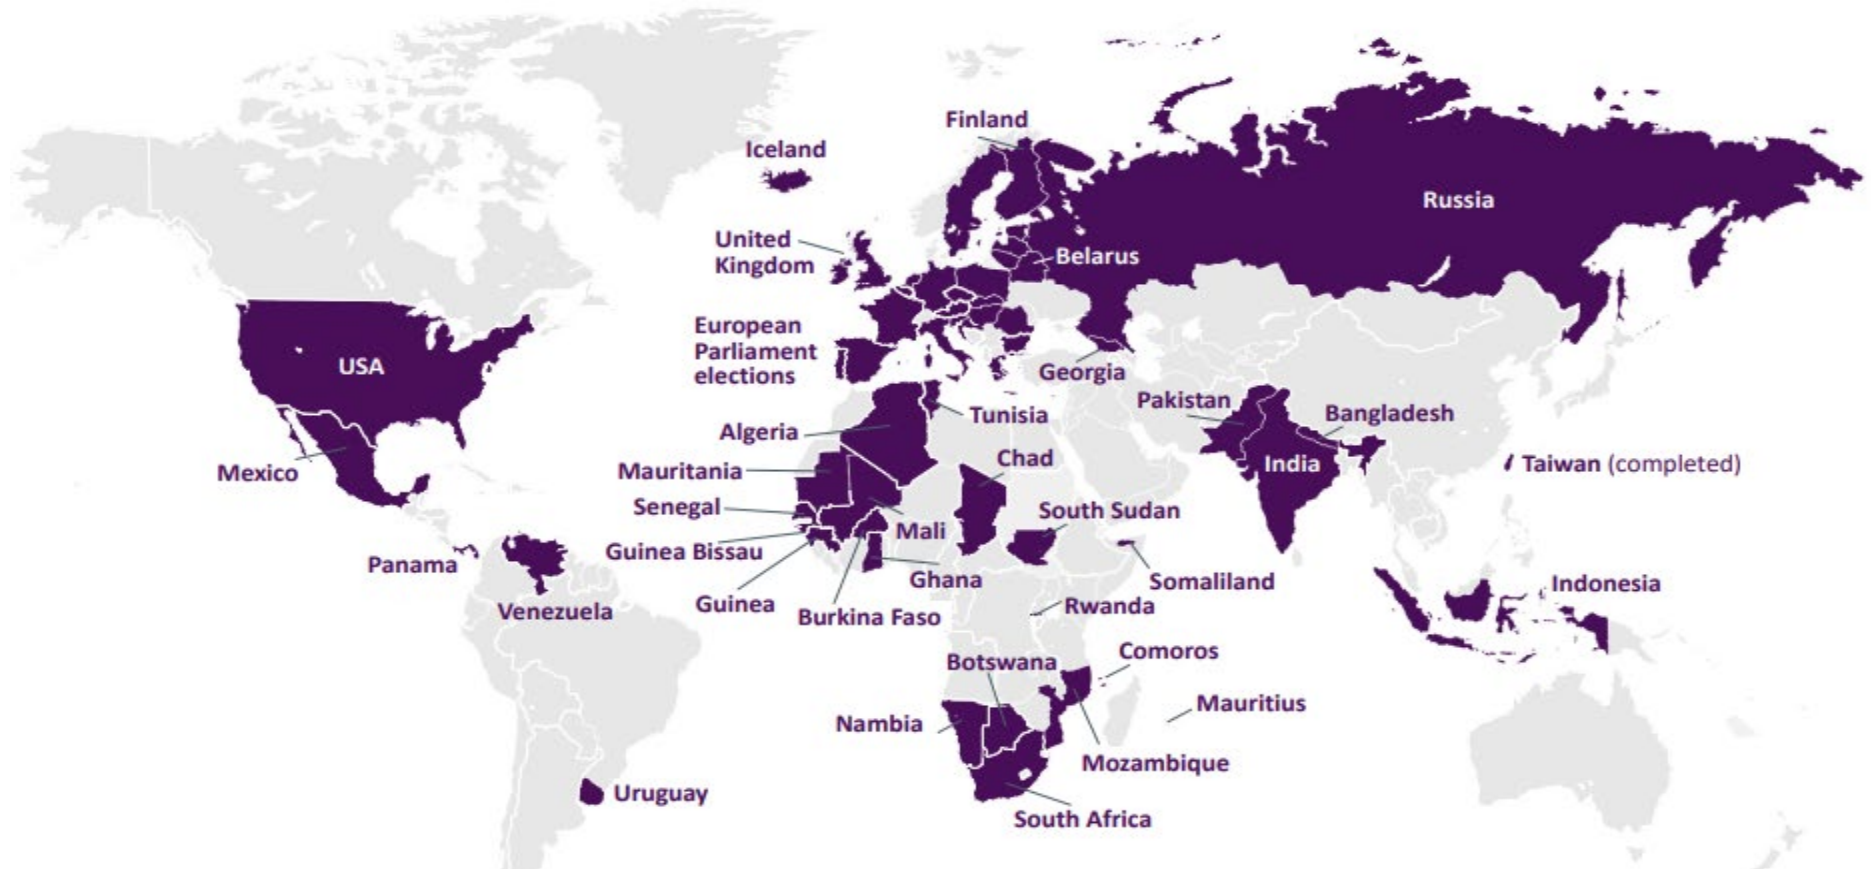 Finland
Iceland
Russia
United
Kingdom
Belarus
European
Parliament
elections
USA
Georgia
Pakistan
Bangladesh
Tunisia
Algeria
Mexico
India
Taiwan (completed)
Mauritania
Chad
Senegal
South Sudan
Mali
Guinea Bissau
Panama
Ghana
Somaliland
Indonesia
Venezuela
Guinea
Burkina Faso
Rwanda
Botswana
Comoros
Mauritius
Nambia
Mozambique
Uruguay
South Africa